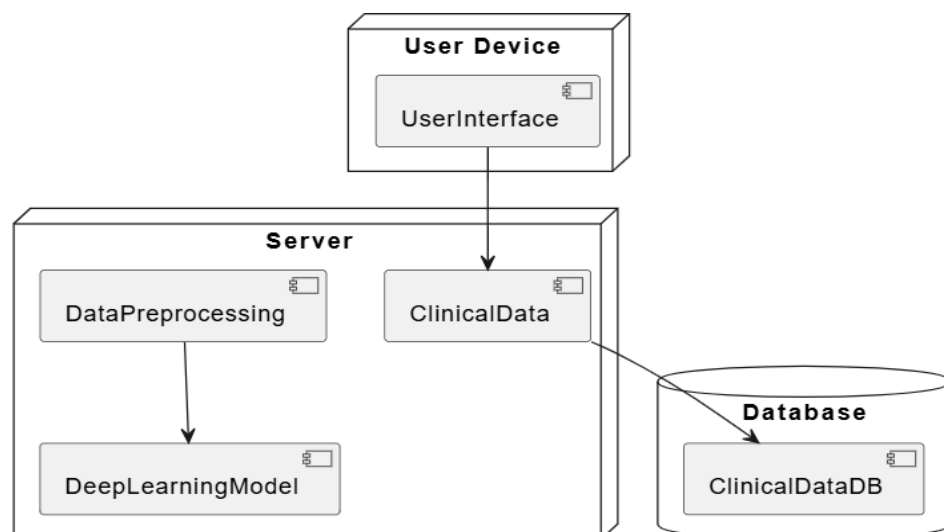 User Device
UserInterface
Server
DataPreprocessing
ClinicalData
Database
DeepLearningModel
ClinicalDataDB